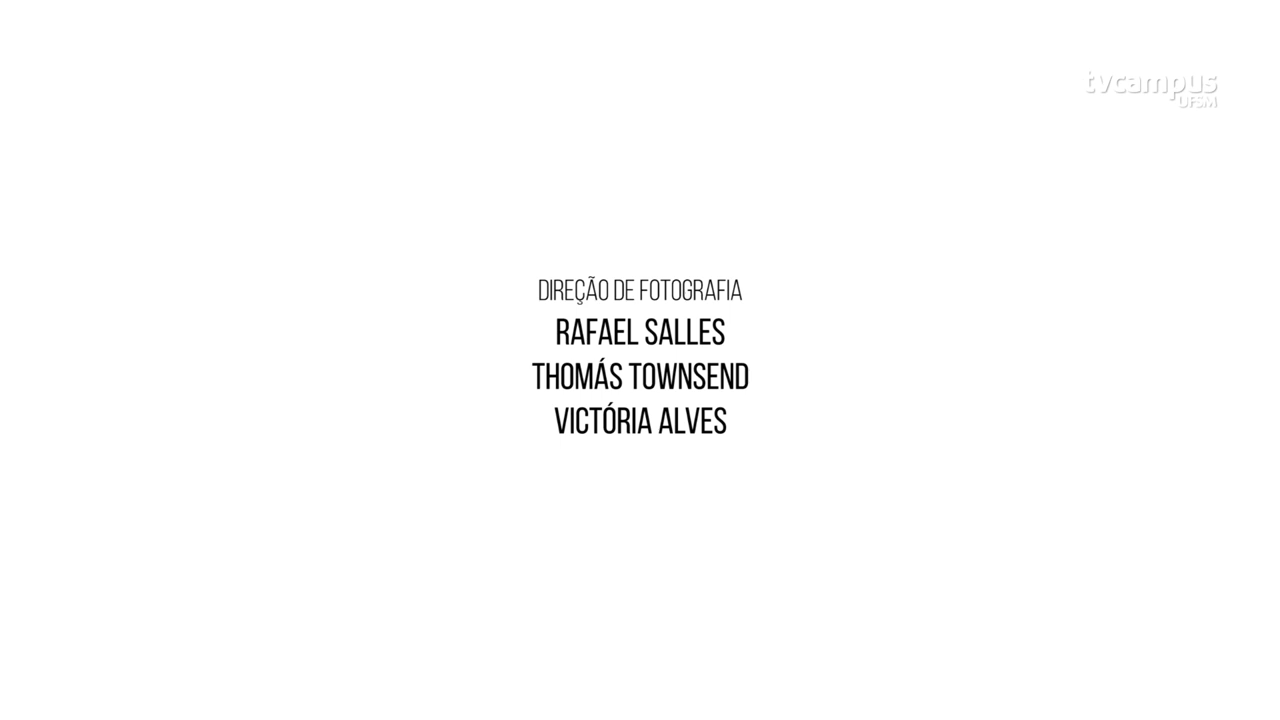 tvcampus
UFSM
DIREÇÃO DE FOTOGRAFIA
RAFAEL SALLES
THOMÁS TOWNSEND
VICTÓRIA ALVES